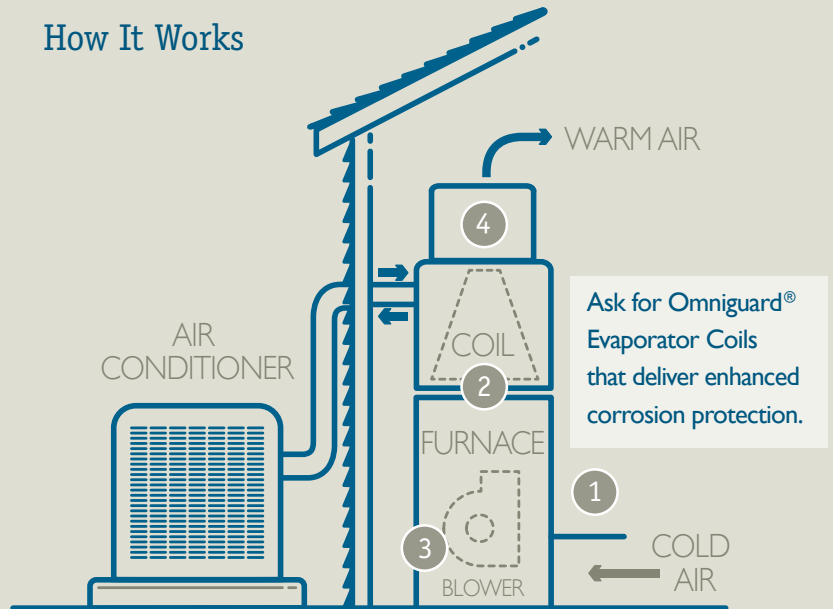 How It Works
WARM AIR
4
Ask for Omniguard®
Evaporator Coils
that deliver enhanced
corrosion protection.
AIR
CONDITIONER
COIL
2
FURNACE
1
3
COLD
AIR
BLOWER